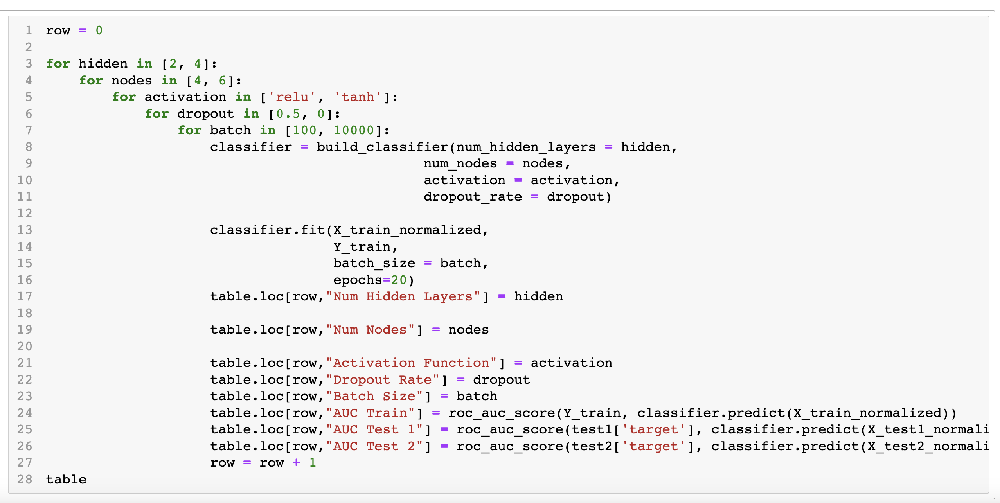 1 row = 0
2
3 for hidden in [2, 4]:
4     for nodes in [4, 6]:
5         for activation in ['relu', 'tanh']:
6             for dropout in [0.5, 0]:
7                 for batch in [100, 10000]:
8                     classifier = build_classifier(num_hidden_layers = hidden,
9                                               num_nodes = nodes,
10                                              activation = activation,
11                                              dropout_rate = dropout)
12
13                    classifier.fit(X_train_normalized,
14                                   Y_train,
15                                   batch_size = batch,
16                                   epochs=20)
17                    table.loc[row,"Num Hidden Layers"] = hidden
18
19                    table.loc[row,"Num Nodes"] = nodes
20
21                    table.loc[row,"Activation Function"] = activation
22                    table.loc[row,"Dropout Rate"] = dropout
23                    table.loc[row,"Batch Size"] = batch
24                    table.loc[row,"AUC Train"] = roc_auc_score(Y_train, classifier.predict(X_train_normalized))
25                    table.loc[row,"AUC Test 1"] = roc_auc_score(test1['target'], classifier.predict(X_test1_normali
26                    table.loc[row,"AUC Test 2"] = roc_auc_score(test2['target'], classifier.predict(X_test2_normali
27                    row = row + 1
28 table